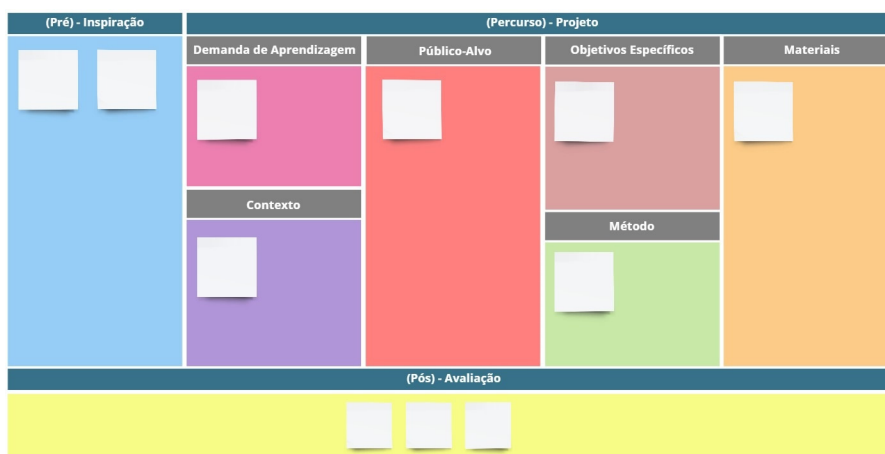 (Pré) - Inspiração
(Percurso) - Projeto
Demanda de Aprendizagem
Público-Alvo
Objetivos Específicos
Materiais
Contexto
Método
(Pós) - Avaliação